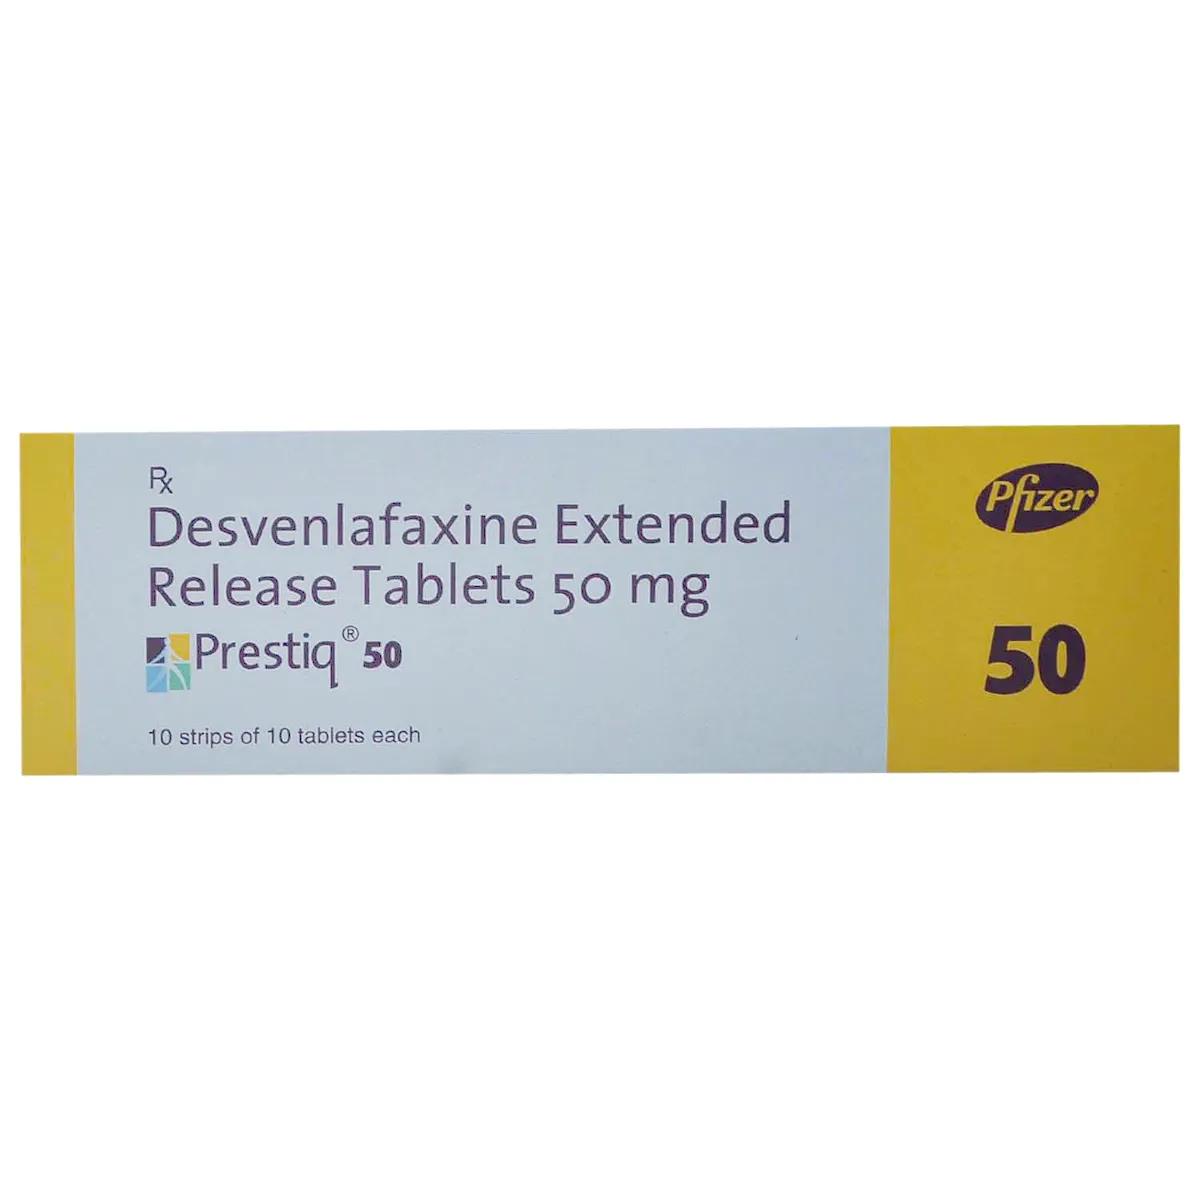 Rx
Desvenlafaxine Extended
Release Tablets 50 mg
Prestiq® 50
10 strips of 10 tablets each
Pfizer
50